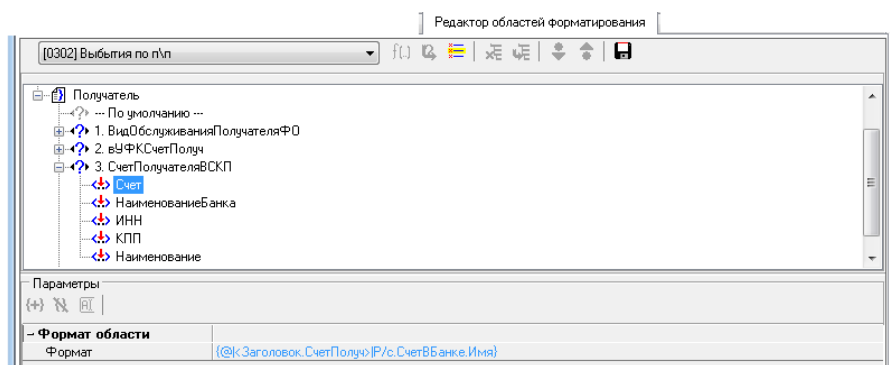 Редактор областей форматирования
[0302] Выбытия по п\п
f(.)
Получатель
--- По умолчанию ---
1. ВидОбслуживанияПолучателяФО
2. вУФКСчетПолуч
3. СчетПолучателяВСКП
Счет
НаименованиеБанка
ИНН
КПП
Наименование
Параметры
Формат области
Формат {@|<Заголовок.СчетПолуч>|Р/с.СчетВБанке.Имя}